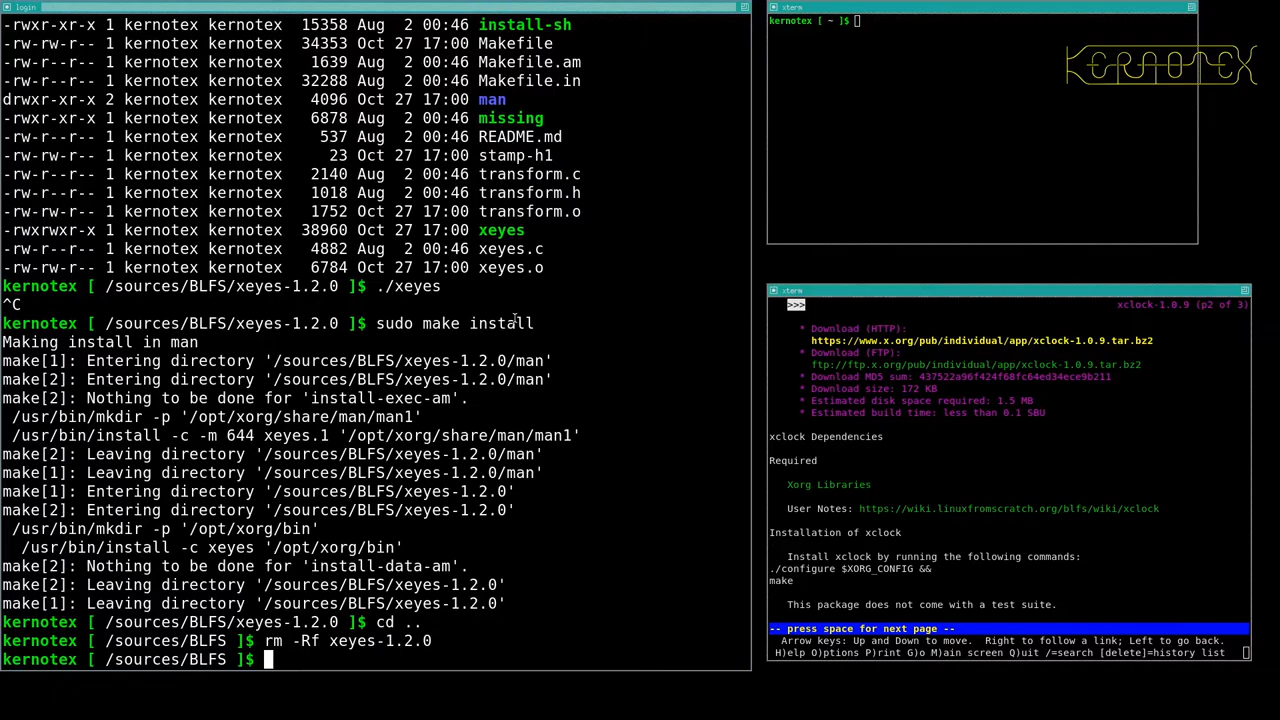 login
-rwxr-xr-x 1 kernotex kernotex  15358 Aug  2 00:46 install-sh
-rw-rw-r-- 1 kernotex kernotex  34353 Oct 27 17:00 Makefile
-rw-rw-r-- 1 kernotex kernotex   1639 Aug  2 00:46 Makefile.am
-rw-rw-r-- 1 kernotex kernotex  32288 Oct 27 17:00 Makefile.in
drwxr-xr-x 2 kernotex kernotex   4096 Oct 27 17:00 man
-rwxr-xr-x 1 kernotex kernotex   6878 Aug  2 00:46 missing
-rw-rw-r-- 1 kernotex kernotex    537 Aug  2 00:46 README.md
-rw-rw-r-- 1 kernotex kernotex     23 Oct 27 17:00 stamp-h1
-rw-rw-r-- 1 kernotex kernotex   2140 Aug  2 00:46 transform.c
-rw-rw-r-- 1 kernotex kernotex   1018 Aug  2 00:46 transform.h
-rw-rw-r-- 1 kernotex kernotex   1752 Oct 27 17:00 transform.o
-rwxrwxr-x 1 kernotex kernotex  38960 Oct 27 17:00 xeyes
-rw-rw-r-- 1 kernotex kernotex   4882 Aug  2 00:46 xeyes.c
-rw-rw-r-- 1 kernotex kernotex   6784 Oct 27 17:00 xeyes.o
kernotex [ /sources/BLFS/xeyes-1.2.0 ]$ ./xeyes
^C
kernotex [ /sources/BLFS/xeyes-1.2.0 ]$ sudo make install
Making install in man
make[1]: Entering directory '/sources/BLFS/xeyes-1.2.0/man'
make[2]: Entering directory '/sources/BLFS/xeyes-1.2.0/man'
make[2]: Nothing to be done for 'install-exec-am'.
 /usr/bin/mkdir -p '/opt/xorg/share/man/man1'
 /usr/bin/install -c -m 644 xeyes.1 '/opt/xorg/share/man/man1'
make[2]: Leaving directory '/sources/BLFS/xeyes-1.2.0/man'
make[1]: Leaving directory '/sources/BLFS/xeyes-1.2.0/man'
make[1]: Entering directory '/sources/BLFS/xeyes-1.2.0'
make[2]: Entering directory '/sources/BLFS/xeyes-1.2.0'
 /usr/bin/mkdir -p '/opt/xorg/bin'
  /usr/bin/install -c xeyes '/opt/xorg/bin'
make[2]: Nothing to be done for 'install-data-am'.
make[2]: Leaving directory '/sources/BLFS/xeyes-1.2.0'
make[1]: Leaving directory '/sources/BLFS/xeyes-1.2.0'
kernotex [ /sources/BLFS/xeyes-1.2.0 ]$ cd ..
kernotex [ /sources/BLFS ]$ rm -Rf xeyes-1.2.0
kernotex [ /sources/BLFS ]$
xterm
kernotex [ ~ ]$
KERNOTEX
xterm
>>> xclock-1.0.9 (p2 of 3)
* Download (HTTP):
https://www.x.org/pub/individual/app/xclock-1.0.9.tar.bz2
* Download (FTP):
ftp://ftp.x.org/pub/individual/app/xclock-1.0.9.tar.bz2
* Download MD5 sum: 437522a96f424f68fc64ed34ece9b211
* Download size: 172 KB
* Estimated disk space required: 1.5 MB
* Estimated build time: less than 0.1 SBU
xclock Dependencies
Required
Xorg Libraries
User Notes: https://wiki.linuxfromscratch.org/blfs/wiki/xclock
Installation of xclock
Install xclock by running the following commands:
./configure $XORG_CONFIG &&
make
This package does not come with a test suite.
-- press space for next page --
Arrow keys: Up and Down to move.  Right to follow a link; Left to go back.
H)elp O)ptions P)rint G)o M)ain screen Q)uit /=search [delete]=history list